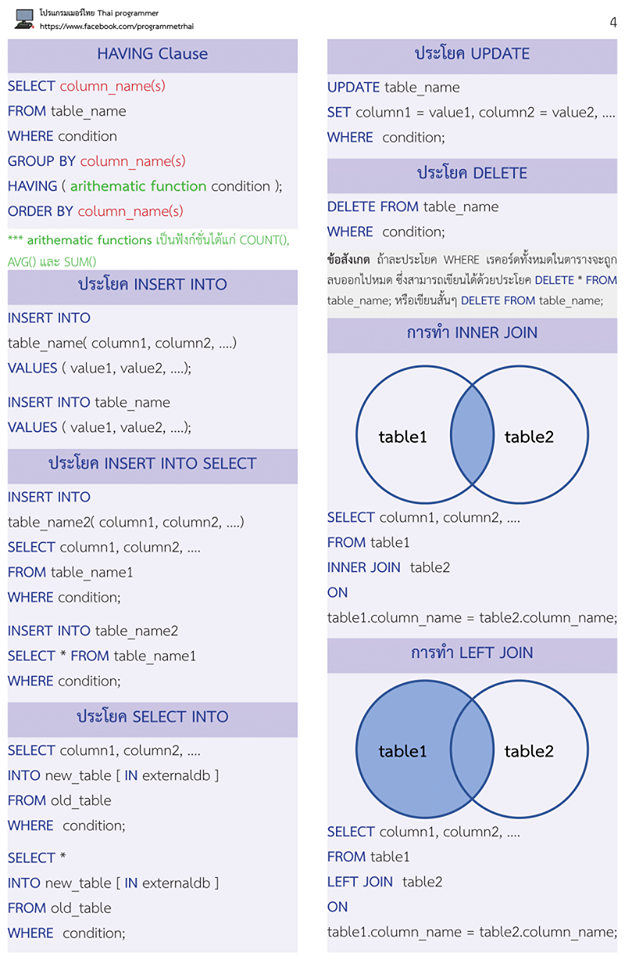 โปรแกรมเมอร์ไทย Thai programmer
https://www.facebook.com/programmetrhai
4
HAVING Clause
SELECT column_name(s)
FROM table_name
WHERE condition
GROUP BY column_name(s)
HAVING ( arithematic function condition );
ORDER BY column_name(s)
*** arithematic functions เป็นฟังก์ชั่นได้แก่ COUNT(),
AVG() และ SUM()
ประโยค INSERT INTO
INSERT INTO
table_name( column1, column2, ....)
VALUES ( value1, value2, ....);
INSERT INTO table_name
VALUES ( value1, value2, ....);
ประโยค INSERT INTO SELECT
INSERT INTO
table_name2( column1, column2, ....)
SELECT column1, column2, ....
FROM table_name1
WHERE condition;
INSERT INTO table_name2
SELECT * FROM table_name1
WHERE condition;
ประโยค SELECT INTO
SELECT column1, column2, ....
INTO new_table [ IN externaldb ]
FROM old_table
WHERE condition;
SELECT *
INTO new_table [ IN externaldb ]
FROM old_table
WHERE condition;
ประโยค UPDATE
UPDATE table_name
SET column1 = value1, column2 = value2, ....
WHERE condition;
ประโยค DELETE
DELETE FROM table_name
WHERE condition;
ข้อสังเกต ถ้าละประโยค WHERE เรคอร์ดทั้งหมดในตารางจะถูก
ลบออกไปหมด ซึ่งสามารถเขียนได้ด้วยประโยค DELETE * FROM
table_name; หรือเขียนสั้นๆ DELETE FROM table_name;
การทำ INNER JOIN
table1 table2
SELECT column1, column2, ....
FROM table1
INNER JOIN table2
ON
table1.column_name = table2.column_name;
การทำ LEFT JOIN
table1 table2
SELECT column1, column2, ....
FROM table1
LEFT JOIN table2
ON
table1.column_name = table2.column_name;